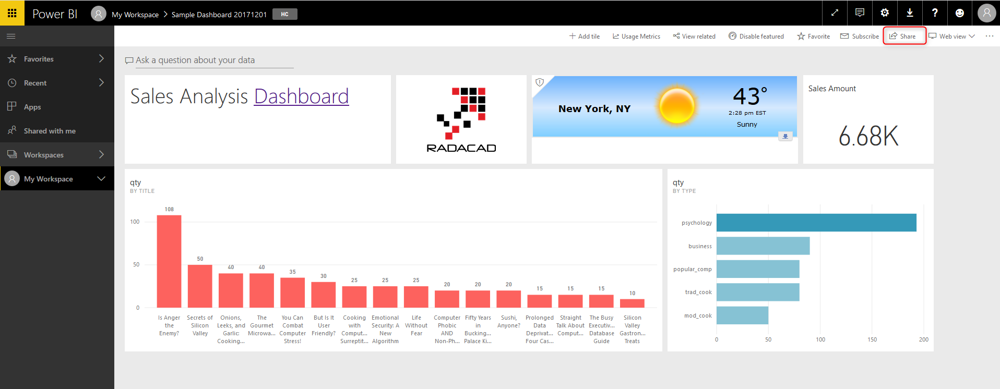 Power BI
My Workspace > Sample Dashboard 20171201 HC
?
Add tile Usage Metrics View related Disable featured Favorite Subscribe Share Web view ...
Favorites
Recent
Apps
Shared with me
Workspaces
My Workspace
Ask a question about your data
Sales Analysis Dashboard
RADACAD
New York, NY
43°
2:28 pm EST
Sunny
Sales Amount
6.68K
qty
BY TITLE
108
50
40
40
35
30
25
25
25
20
20
20
15
15
15
10
100
50
0
Is Anger
the
Enemy?
Secrets of
Silicon
Valley
Onions,
Leeks, and
Garlic:
Cooking...
The
Gourmet
Microwa...
You Can
Combat
Computer
Stress!
But Is It
User
Friendly?
Cooking
with
Comput...
Surreptit...
Emotional
Security: A
New
Algorithm
Life
Without
Fear
Computer
Phobic
AND
Non-Ph...
Fifty Years
in
Bucking...
Palace Ki...
Sushi,
Anyone?
Prolonged
Data
Deprivat...
Four Cas...
Straight
Talk About
Comput...
The Busy
Executiv...
Database
Guide
Silicon
Valley
Gastron...
Treats
qty
BY TYPE
psychology
business
popular_comp
trad_cook
mod_cook
0 50 100 150 200